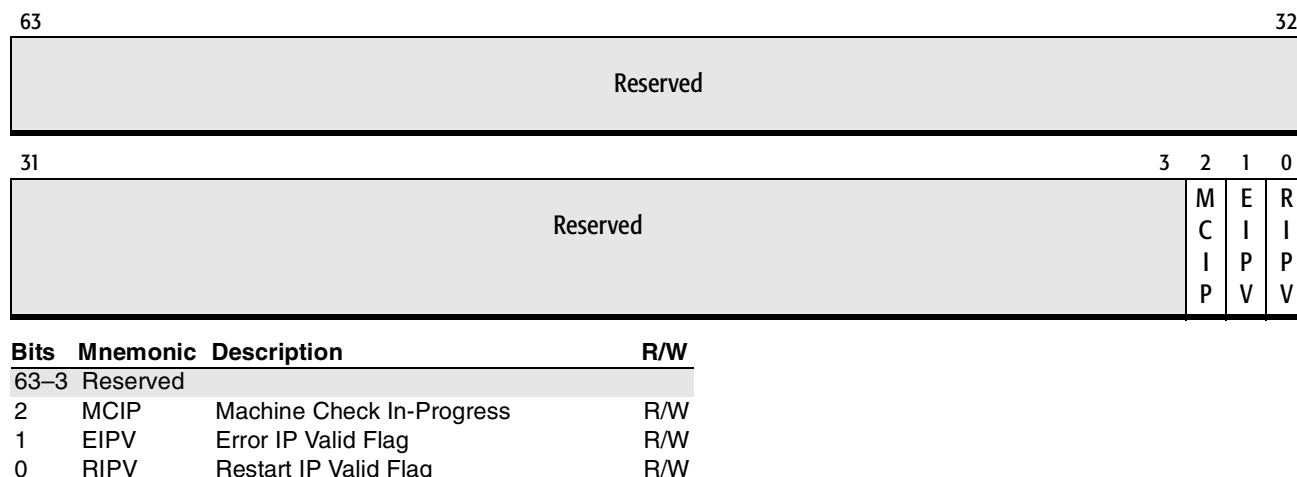 63 32
Reserved
31 3 2 1 0
Reserved
M E R
C I I
I P P
P V V
Bits Mnemonic Description R/W
63–3 Reserved
2 MCIP Machine Check In-Progress R/W
1 EIPV Error IP Valid Flag R/W
0 RIPV Restart IP Valid Flag R/W